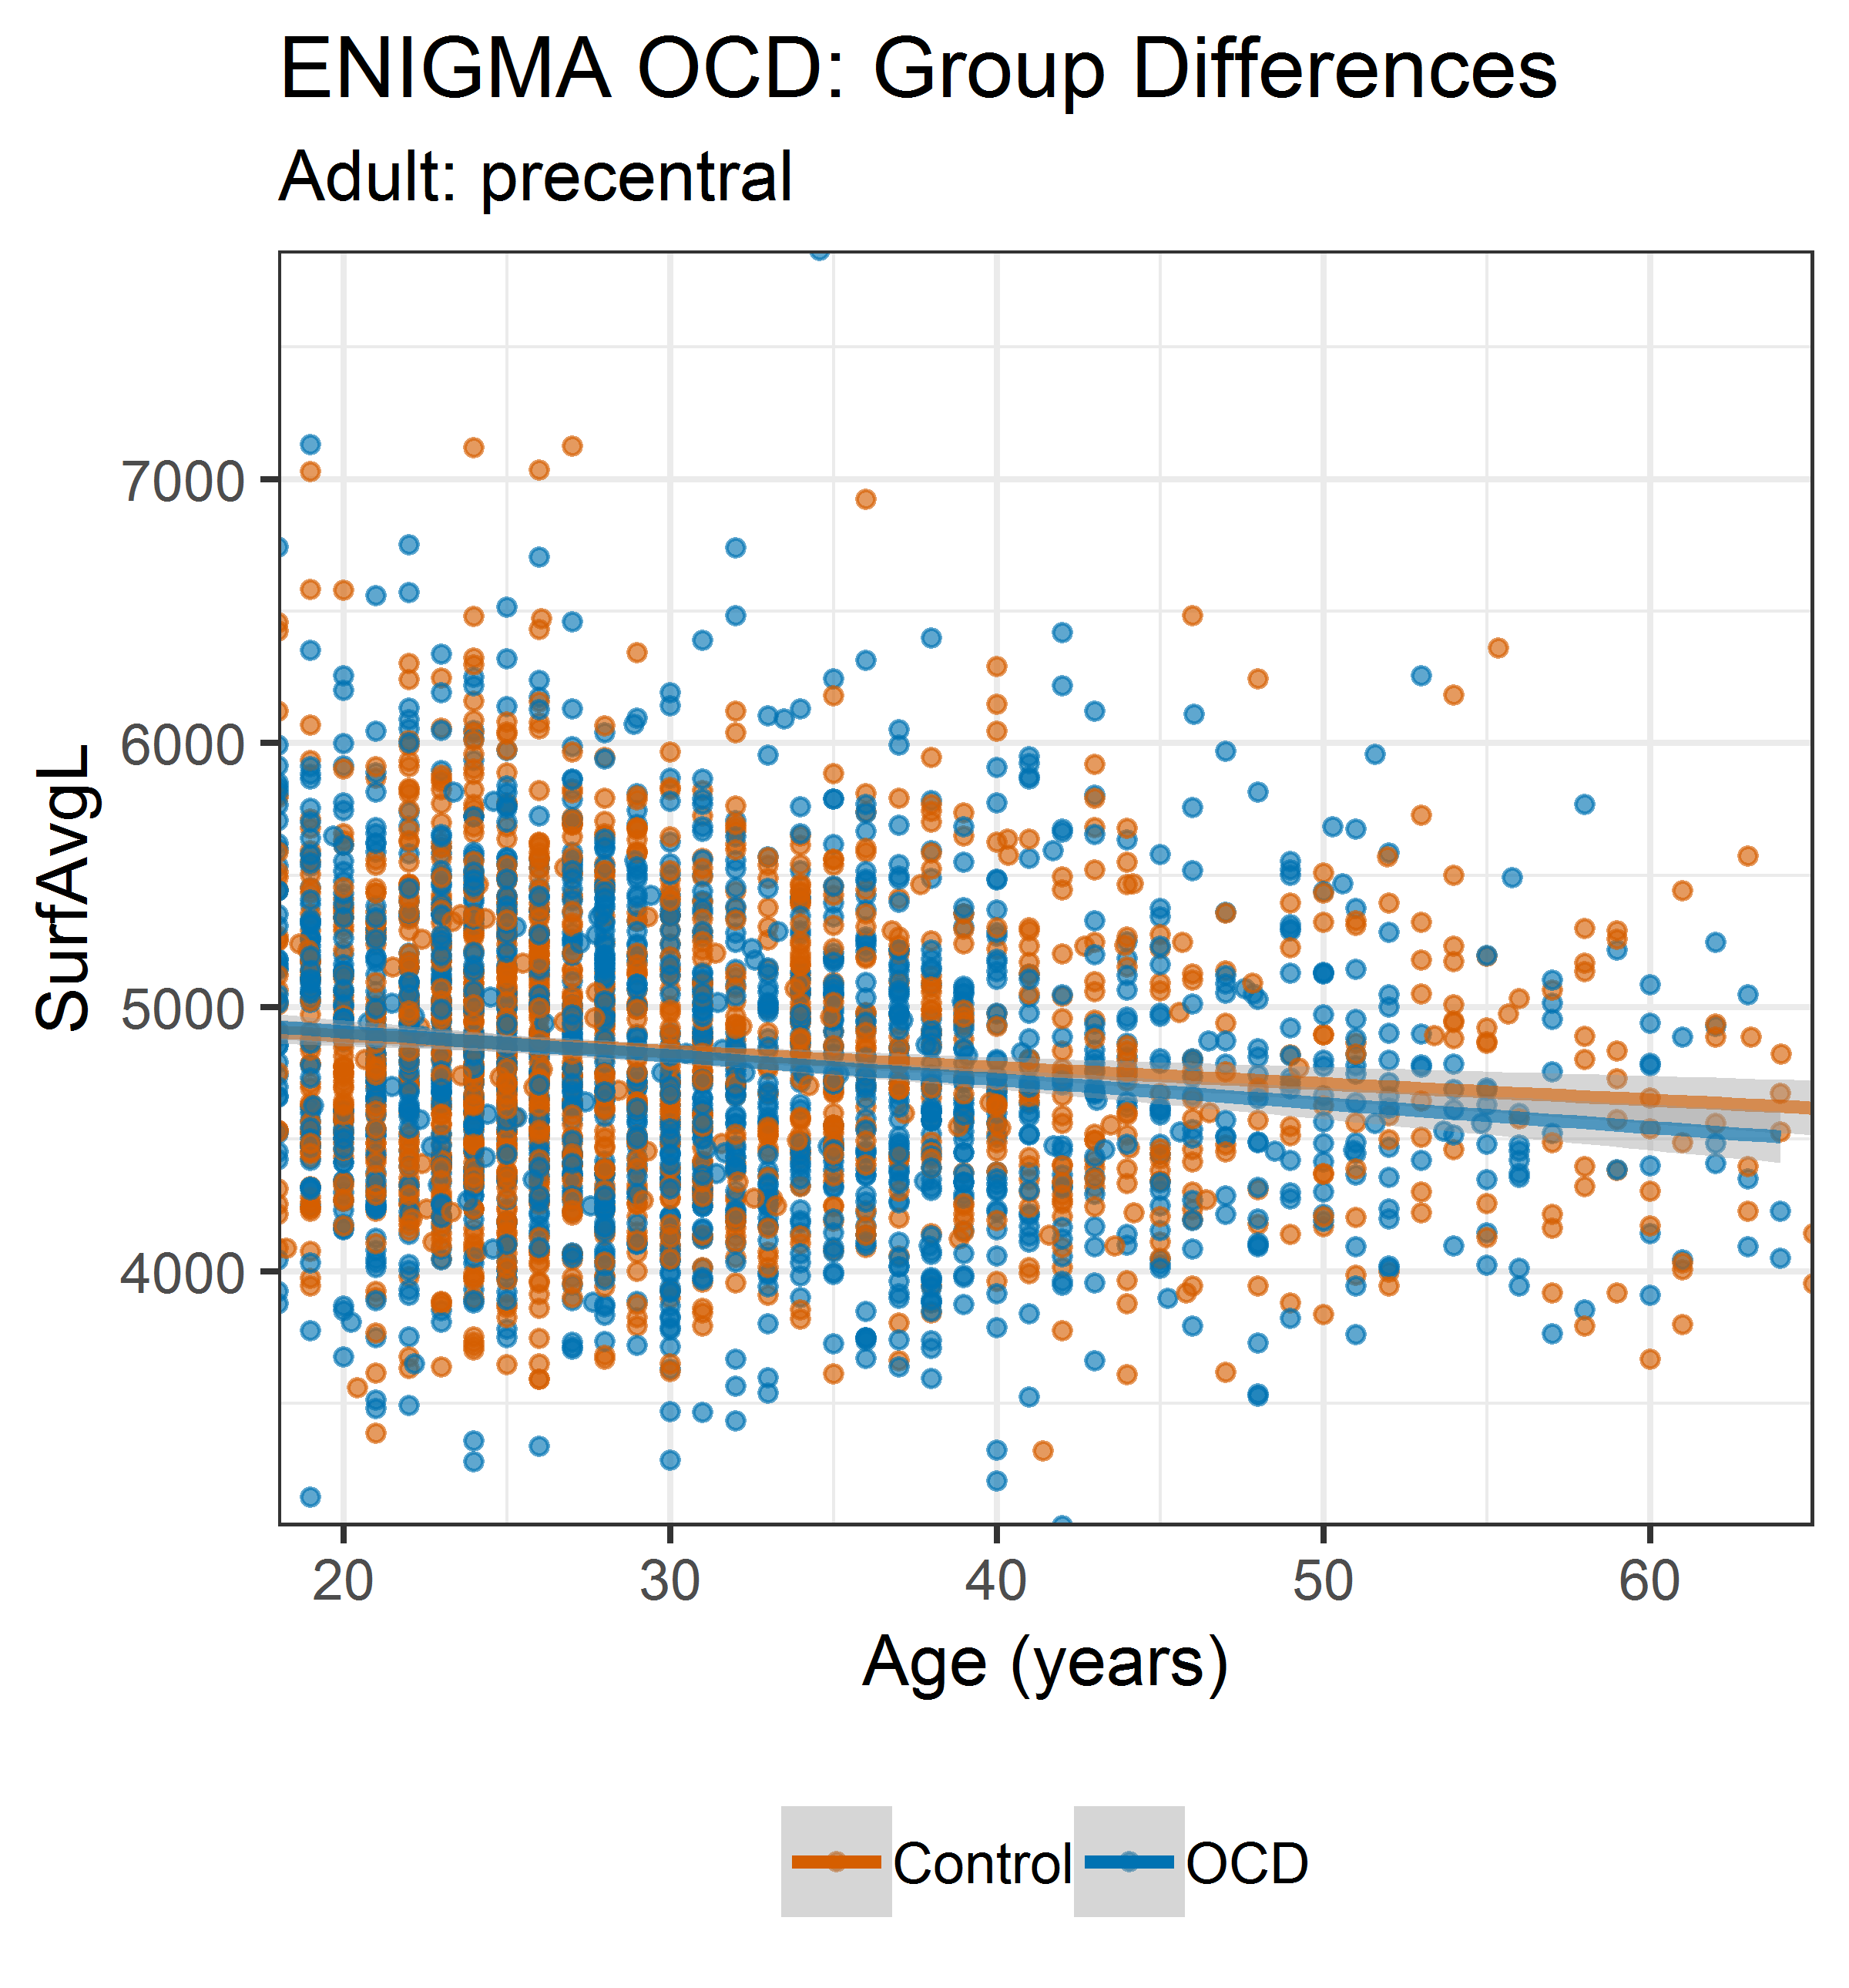 ENIGMA OCD: Group Differences
Adult: precentral
SurfAvgL
7000
6000
5000
4000
20 30 40 50 60
Age (years)
Control OCD